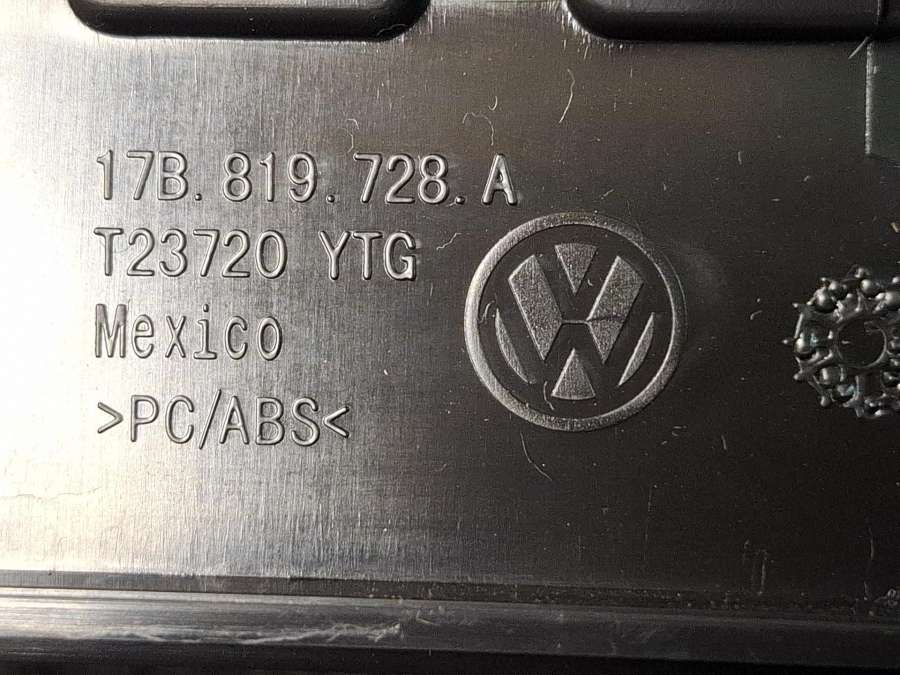 17B.819.728.A
T23720 YTG
Mexico
>PC/ABS<